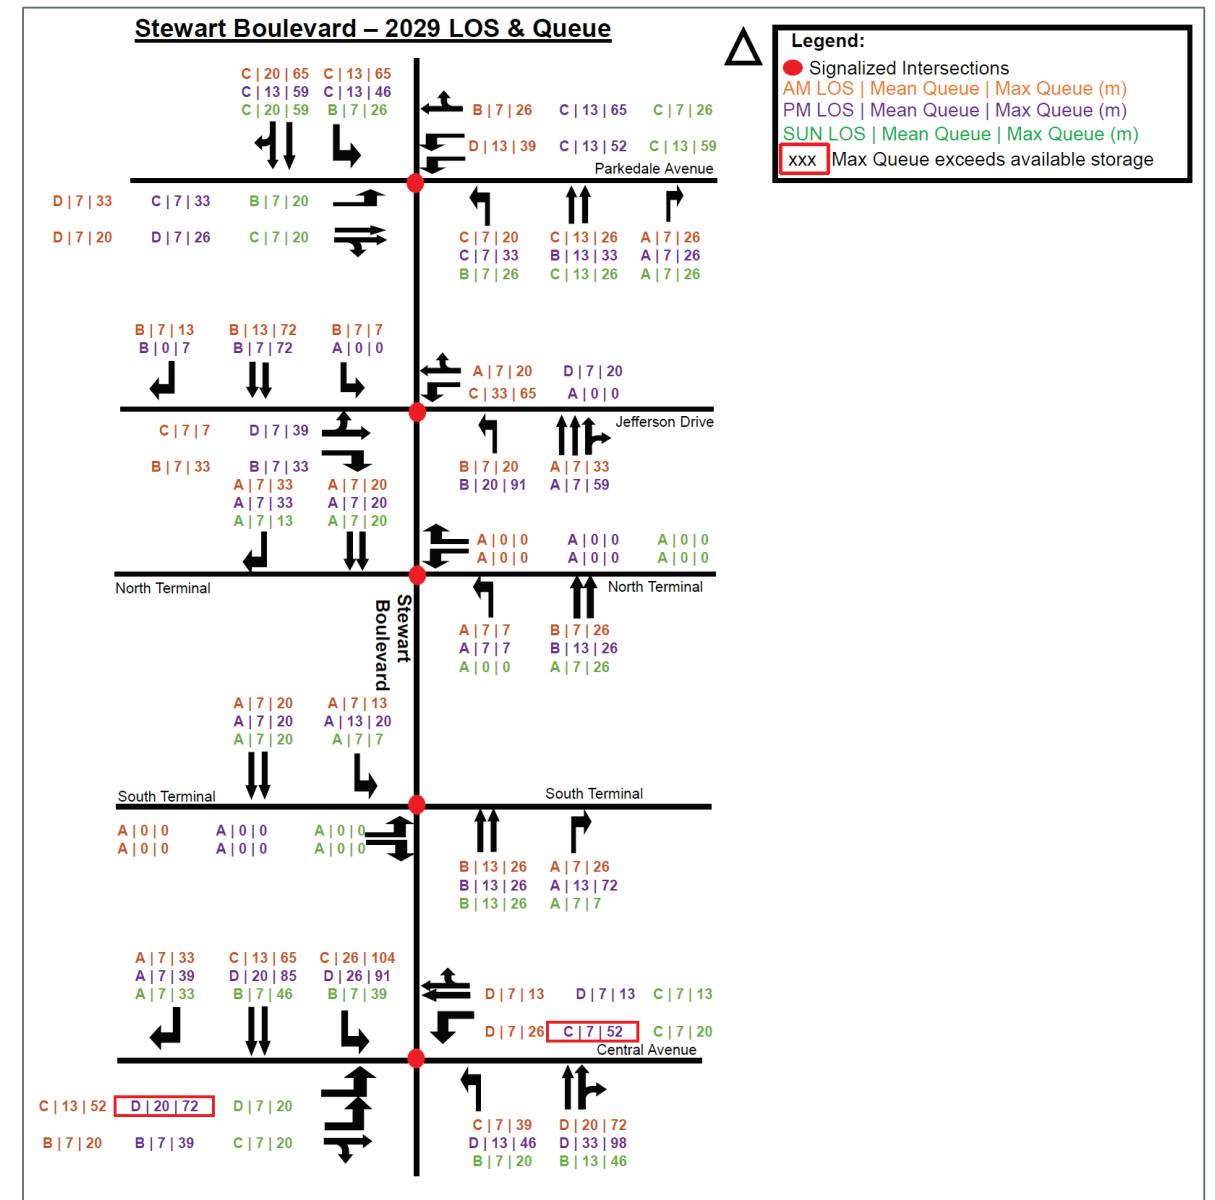 Stewart Boulevard – 2029 LOS & Queue
Legend:
Signalized Intersections
AM LOS | Mean Queue | Max Queue (m)
PM LOS | Mean Queue | Max Queue (m)
SUN LOS | Mean Queue | Max Queue (m)
xxx Max Queue exceeds available storage
C | 20 | 65 C | 13 | 65
C | 13 | 59 C | 13 | 46
C | 20 | 59 B | 7 | 26
B | 7 | 26 C | 13 | 65 C | 7 | 26
D | 13 | 39 C | 13 | 52 C | 13 | 59
Parkedale Avenue
D | 7 | 33 C | 7 | 33 B | 7 | 20
D | 7 | 20 D | 7 | 26 C | 7 | 20
C | 7 | 20 C | 13 | 26 A | 7 | 26
C | 7 | 33 B | 13 | 33 A | 7 | 26
B | 7 | 26 C | 13 | 26 A | 7 | 26
B | 7 | 13 B | 13 | 72 B | 7 | 7
B | 0 | 7 B | 7 | 72 A | 0 | 0
A | 7 | 20 D | 7 | 20
C | 33 | 65 A | 0 | 0
Jefferson Drive
C | 7 | 7 D | 7 | 39
B | 7 | 33 B | 7 | 33
B | 7 | 20 A | 7 | 33
B | 20 | 91 A | 7 | 59
A | 7 | 33 A | 7 | 20
A | 7 | 33 A | 7 | 20
A | 7 | 13 A | 7 | 20
A | 0 | 0 A | 0 | 0 A | 0 | 0
A | 0 | 0 A | 0 | 0 A | 0 | 0
North Terminal
North Terminal
Stewart
Boulevard
A | 7 | 7 B | 7 | 26
A | 7 | 7 B | 13 | 26
A | 0 | 0 A | 7 | 26
A | 7 | 20 A | 7 | 13
A | 7 | 20 A | 13 | 20
A | 7 | 20 A | 7 | 7
South Terminal
South Terminal
A | 0 | 0 A | 0 | 0 A | 0 | 0
A | 0 | 0 A | 0 | 0 A | 0 | 0
B | 13 | 26 A | 7 | 26
B | 13 | 26 A | 13 | 72
B | 13 | 26 A | 7 | 7
A | 7 | 33 C | 13 | 65 C | 26 | 104
A | 7 | 39 D | 20 | 85 D | 26 | 91
A | 7 | 33 B | 7 | 46 B | 7 | 39
D | 7 | 13 D | 7 | 13 C | 7 | 13
D | 7 | 26 C | 7 | 52 C | 7 | 20
Central Avenue
C | 13 | 52 D | 20 | 72 D | 7 | 20
B | 7 | 20 B | 7 | 39 C | 7 | 20
C | 7 | 39 D | 20 | 72
D | 13 | 46 D | 33 | 98
B | 7 | 20 B | 13 | 46